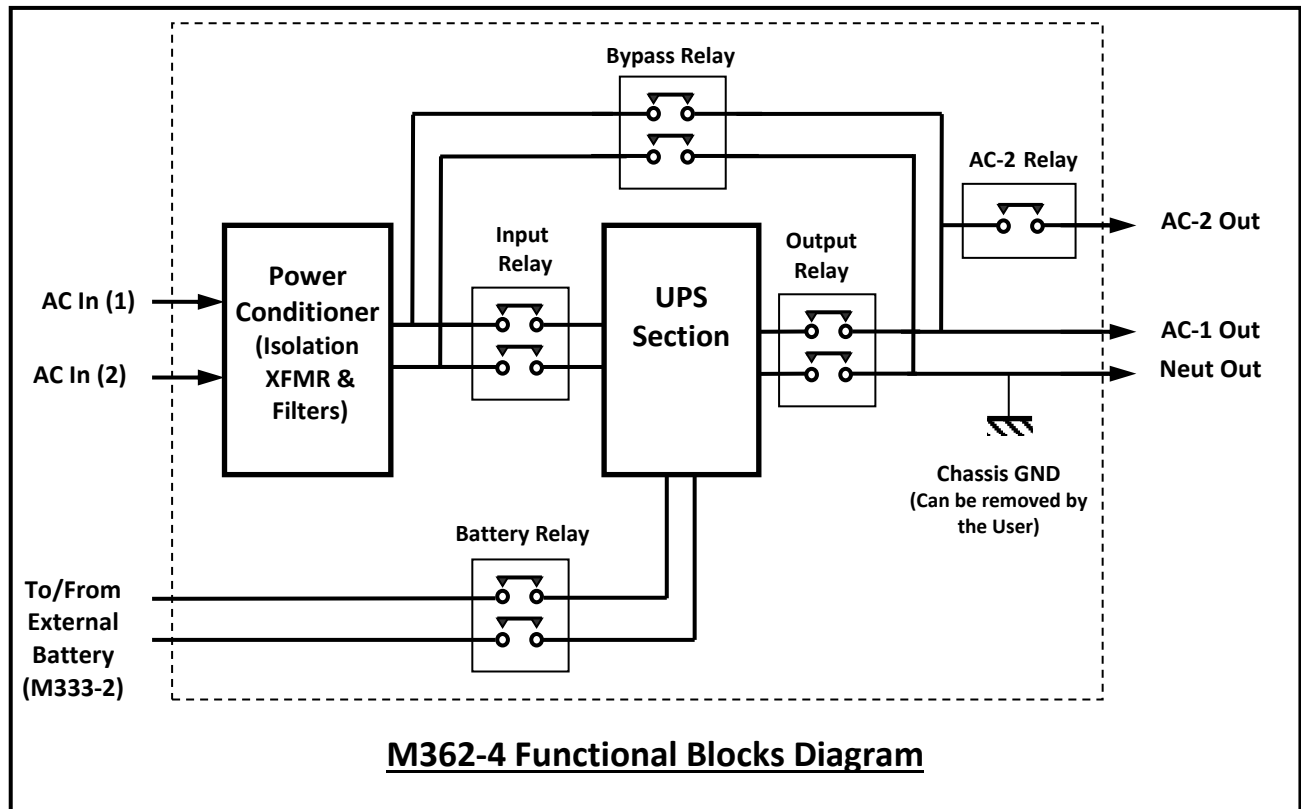 Bypass Relay
AC-2 Relay
AC-2 Out
Input
Relay
Output
Relay
Power
Conditioner
(Isolation
XFMR &
Filters)
UPS
Section
AC In (1)
AC In (2)
AC-1 Out
Neut Out
Chassis GND
(Can be removed by
the User)
Battery Relay
To/From
External
Battery
(M333-2)
M362-4 Functional Blocks Diagram